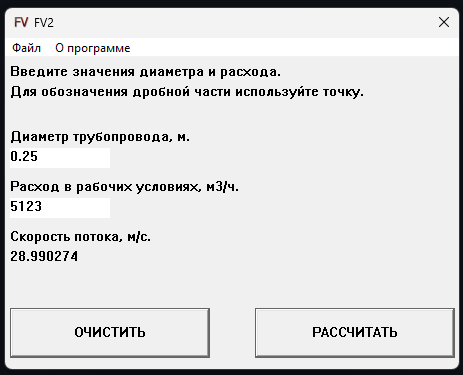 FV FV2
Файл О программе
Введите значения диаметра и расхода.
Для обозначения дробной части используйте точку.
Диаметр трубопровода, м.
0.25
Расход в рабочих условиях, м3/ч.
5123
Скорость потока, м/с.
28.990274
ОЧИСТИТЬ РАССЧИТАТЬ